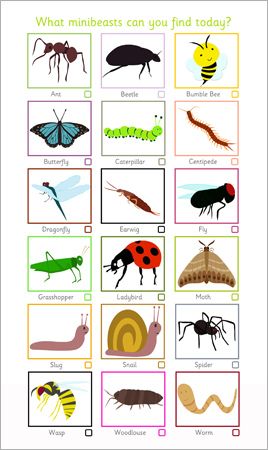 What minibeasts can you find today?
Ant Beetle Bumble Bee
Butterfly Caterpillar Centipede
Dragonfly Earwig Fly
Grasshopper Ladybird Moth
Slug Snail Spider
Wasp Woodlouse Worm